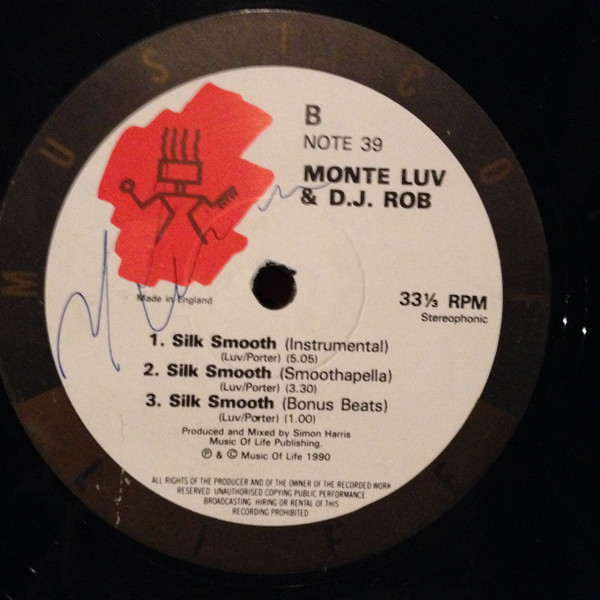 MUSIC OF LIFE
B
NOTE 39
MONTE LUV
& D.J. ROB
Made in England
33⅓ RPM
Stereophonic
1. Silk Smooth (Instrumental)
(Luv/Porter) (5.05)
2. Silk Smooth (Smoothapella)
(Luv/Porter) (3.30)
3. Silk Smooth (Bonus Beats)
(Luv/Porter) (1.00)
Produced and Mixed by Simon Harris
Music Of Life Publishing.
℗ & © Music Of Life 1990
ALL RIGHTS OF THE PRODUCER AND OF THE OWNER OF THE RECORDED WORK
RESERVED UNAUTHORISED COPYING PUBLIC PERFORMANCE
BROADCASTING HIRING OR RENTAL OF THIS
RECORDING PROHIBITED